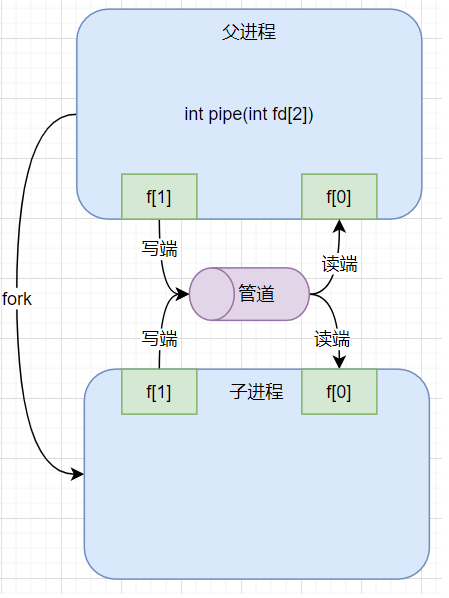 父进程
int pipe(int fd[2])
f[1]
f[0]
写端
读端
管道
fork
写端
读端
f[1]
子进程
f[0]